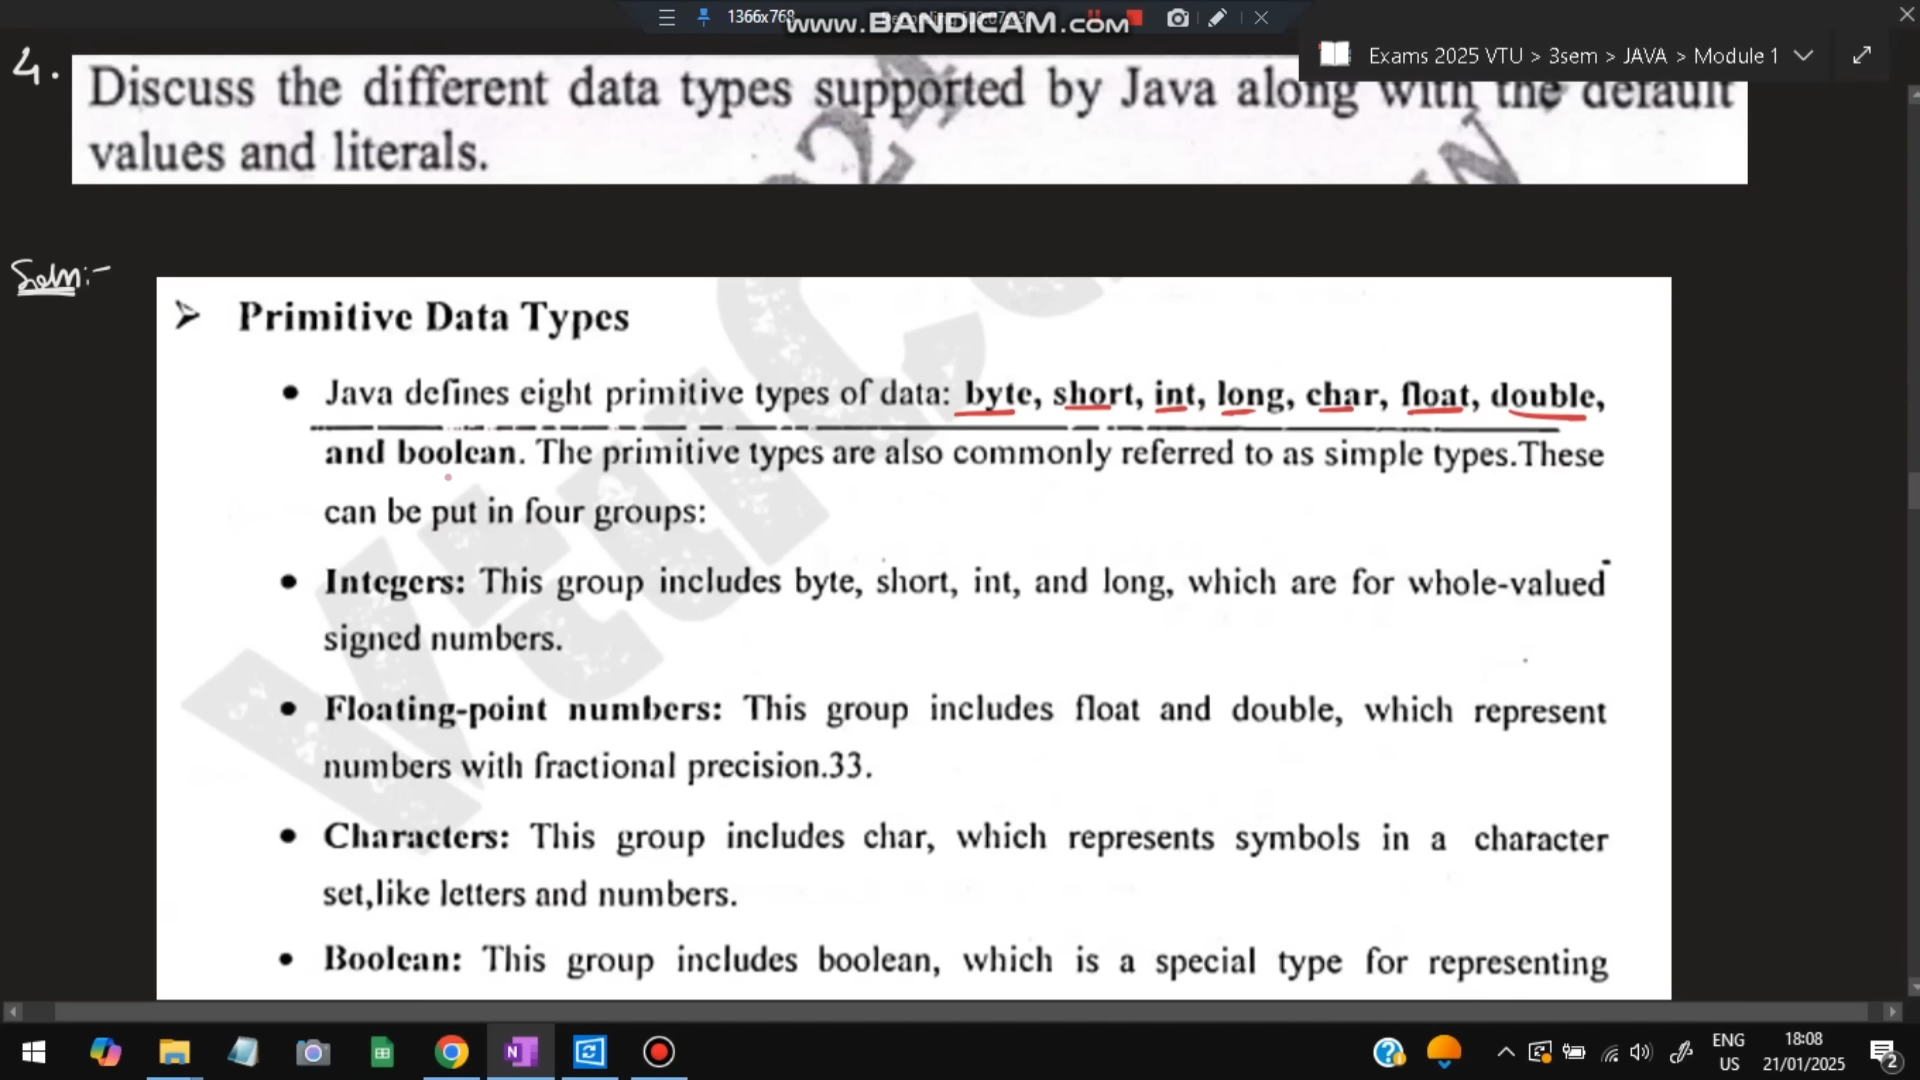 1366x768
www.BANDICAM.com
Exams 2025 VTU > 3sem > JAVA > Module 1
4.
Discuss the different data types supported by Java along with the default
values and literals.
Soln:-
➢ Primitive Data Types
• Java defines eight primitive types of data: byte, short, int, long, char, float, double,
and boolean. The primitive types are also commonly referred to as simple types.These
can be put in four groups:
• Integers: This group includes byte, short, int, and long, which are for whole-valued
signed numbers.
• Floating-point numbers: This group includes float and double, which represent
numbers with fractional precision.33.
• Characters: This group includes char, which represents symbols in a character
set,like letters and numbers.
• Boolean: This group includes boolean, which is a special type for representing
ENG
US
18:08
21/01/2025
2